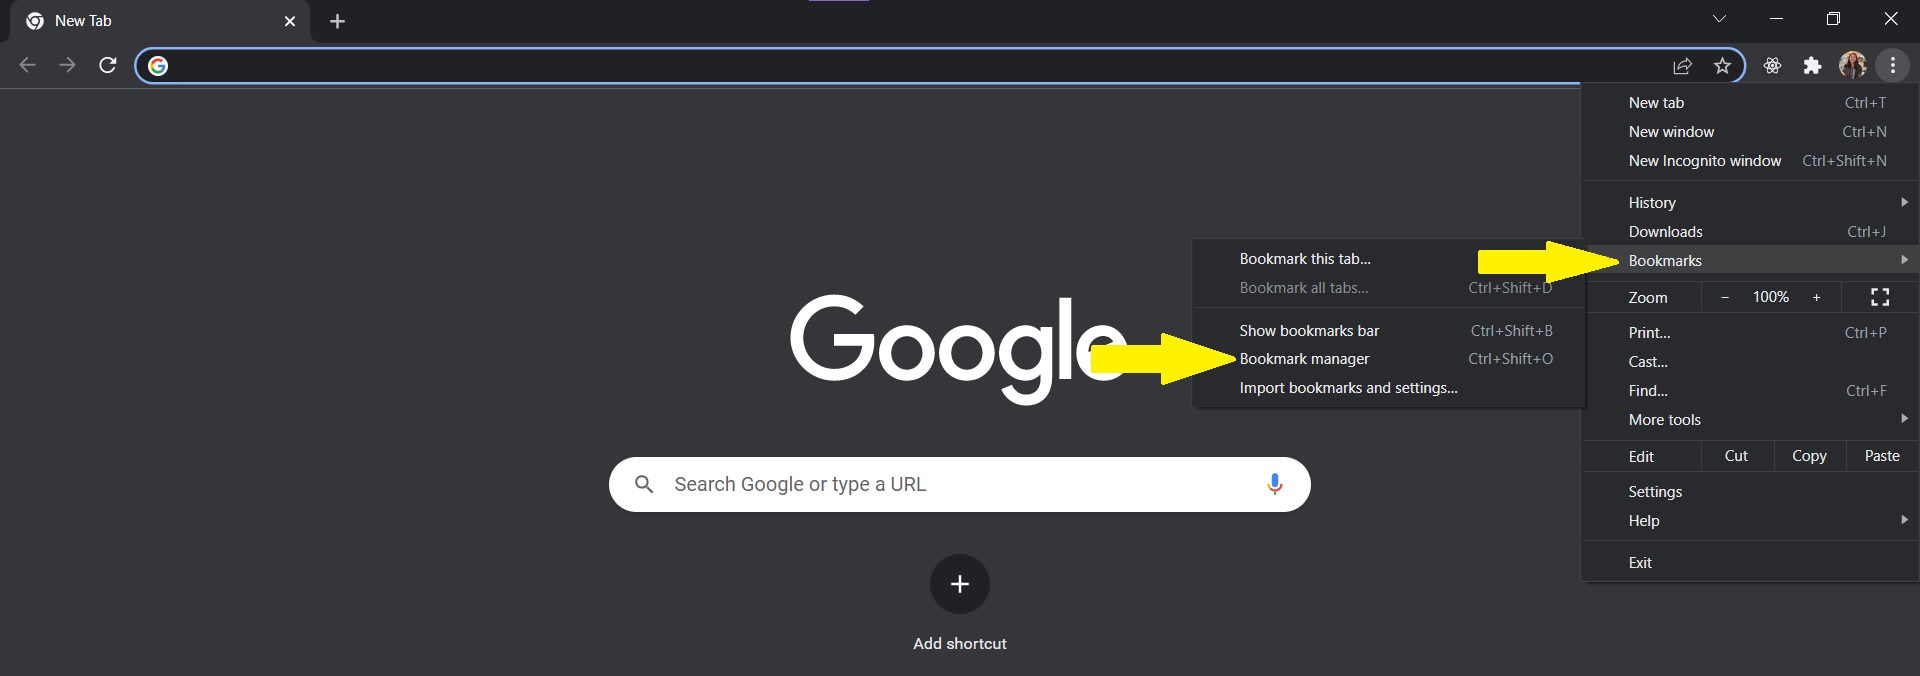 New Tab
New tab Ctrl+T
New window Ctrl+N
New Incognito window Ctrl+Shift+N
History
Downloads Ctrl+J
Bookmarks
Zoom - 100% +
Print... Ctrl+P
Cast...
Find... Ctrl+F
More tools
Edit Cut Copy Paste
Settings
Help
Exit
Bookmark this tab...
Bookmark all tabs... Ctrl+Shift+D
Show bookmarks bar Ctrl+Shift+B
Bookmark manager Ctrl+Shift+O
Import bookmarks and settings...
Google
Search Google or type a URL
Add shortcut